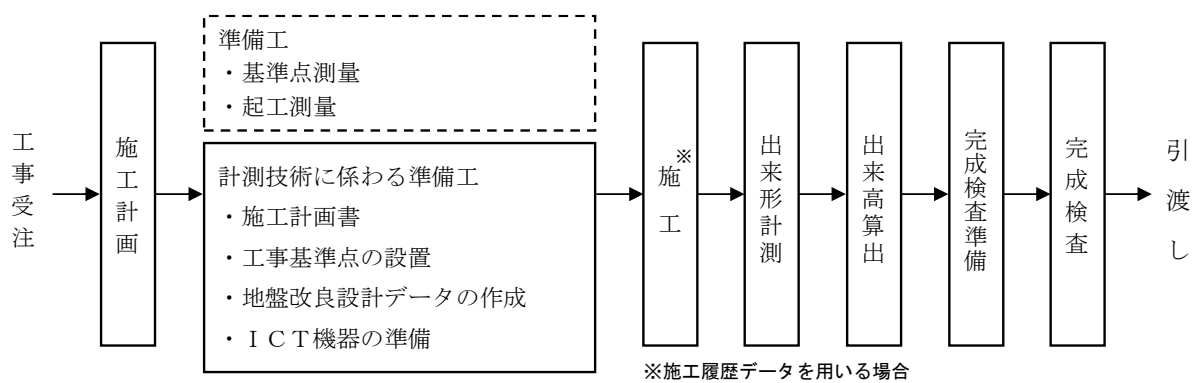 工事受注
施工計画
準備工
・基準点測量
・起工測量
計測技術に係わる準備工
・施工計画書
・工事基準点の設置
・地盤改良設計データの作成
・ＩＣＴ機器の準備
施工※
出来形計測
出来高算出
完成検査準備
完成検査
引渡し
※施工履歴データを用いる場合